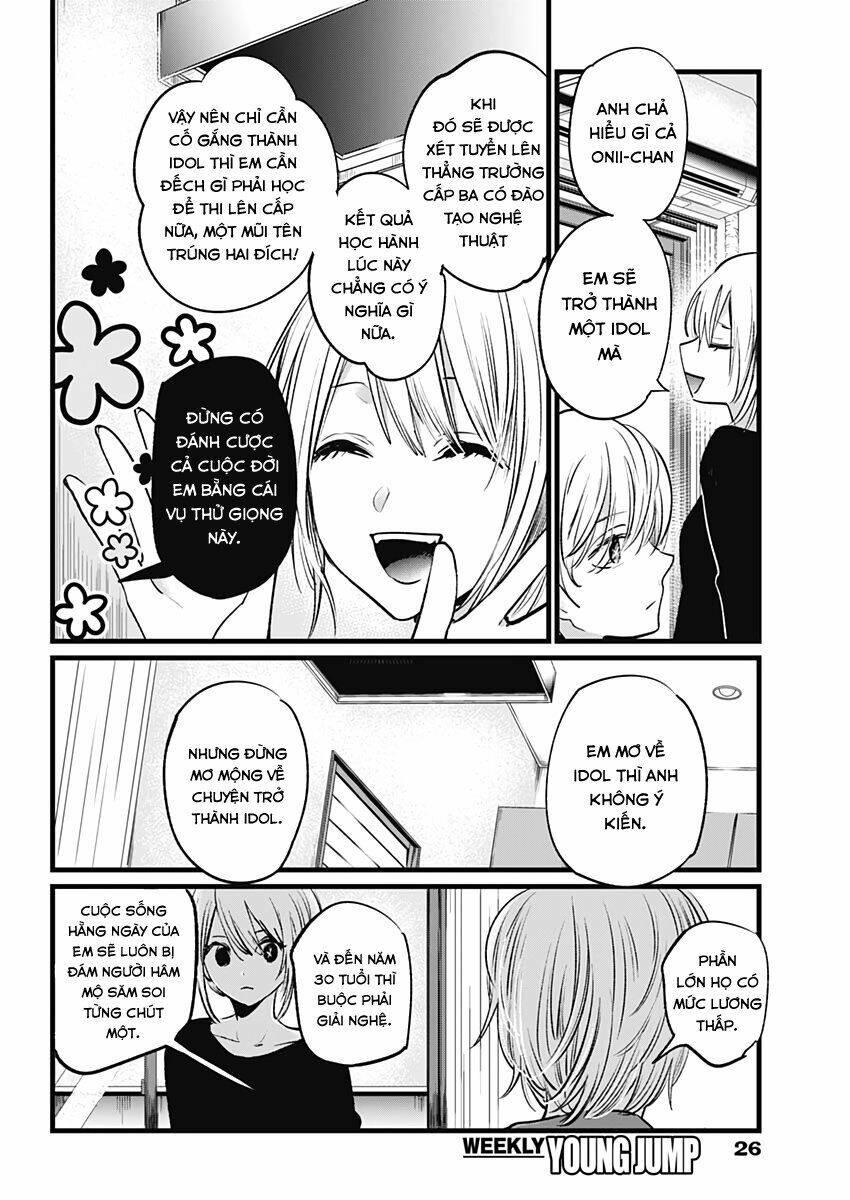 ANH CHẢ
HIỂU GÌ CẢ
ONII-CHAN
EM SẼ
TRỞ THÀNH
MỘT IDOL
MÀ
KHI
ĐÓ SẼ ĐƯỢC
XÉT TUYỂN LÊN
THẲNG TRƯỜNG
CẤP BA CÓ ĐÀO
TẠO NGHỆ
THUẬT
KẾT QUẢ
HỌC HÀNH
LÚC NÀY
CHẲNG CÓ Ý
NGHĨA GÌ
NỮA.
VẬY NÊN CHỈ CẦN
CỐ GẮNG THÀNH
IDOL THÌ EM CẦN
ĐẾCH GÌ PHẢI HỌC
ĐỂ THI LÊN CẤP
NỮA, MỘT MŨI TÊN
TRÚNG HAI ĐÍCH!
ĐỪNG CÓ
ĐÁNH CƯỢC
CẢ CUỘC ĐỜI
EM BẰNG CÁI
VỤ THỬ GIỌNG
NÀY.
EM MƠ VỀ
IDOL THÌ ANH
KHÔNG Ý
KIẾN.
NHƯNG ĐỪNG
MƠ MỘNG VỀ
CHUYỆN TRỞ
THÀNH IDOL.
PHẦN
LỚN HỌ CÓ
MỨC LƯƠNG
THẤP.
VÀ ĐẾN NĂM
30 TUỔI THÌ
BUỘC PHẢI
GIẢI NGHỆ.
CUỘC SỐNG
HẰNG NGÀY CỦA
EM SẼ LUÔN BỊ
ĐÁM NGƯỜI HÂM
MỘ SĂM SOI
TỪNG CHÚT
MỘT.
WEEKLY YOUNG JUMP 26